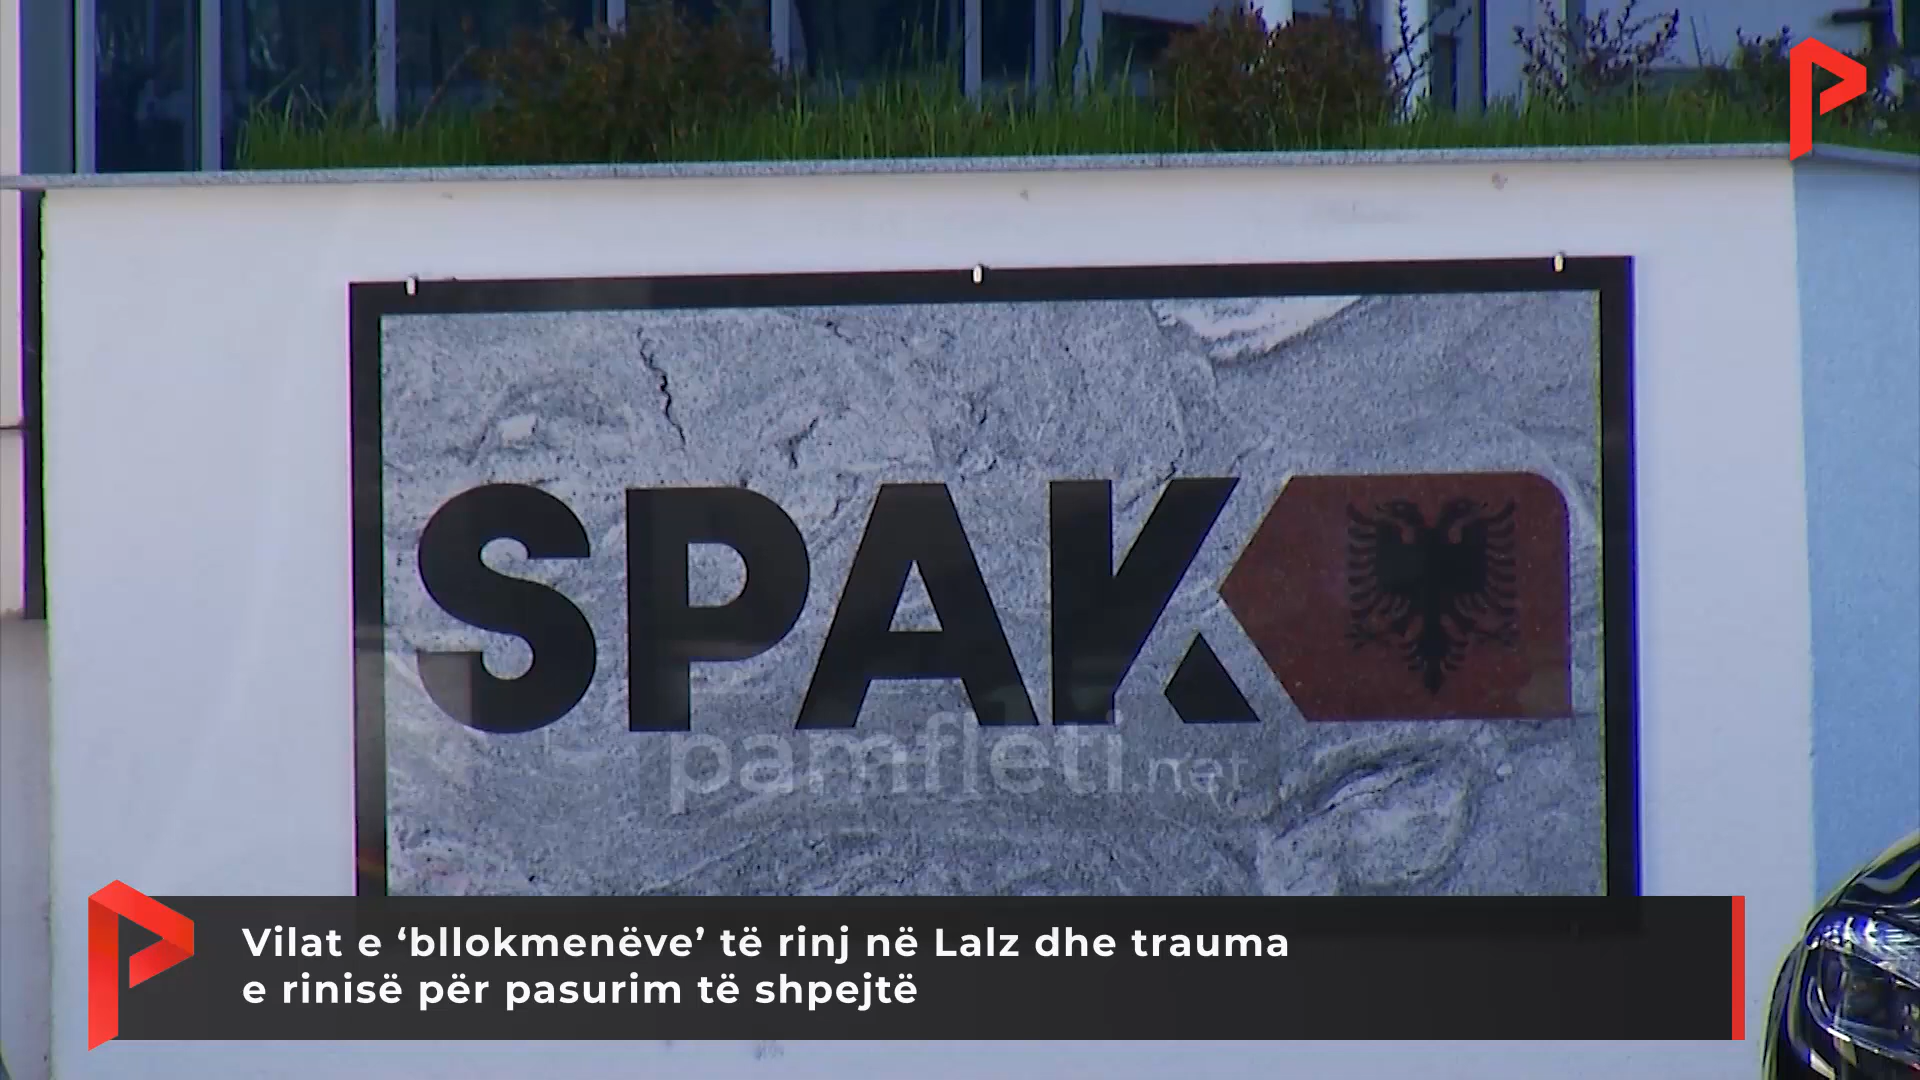 SPAK
pamfleti.net
Vilat e ‘bllokmenëve’ të rinj në Lalz dhe trauma
e rinisë për pasurim të shpejtë